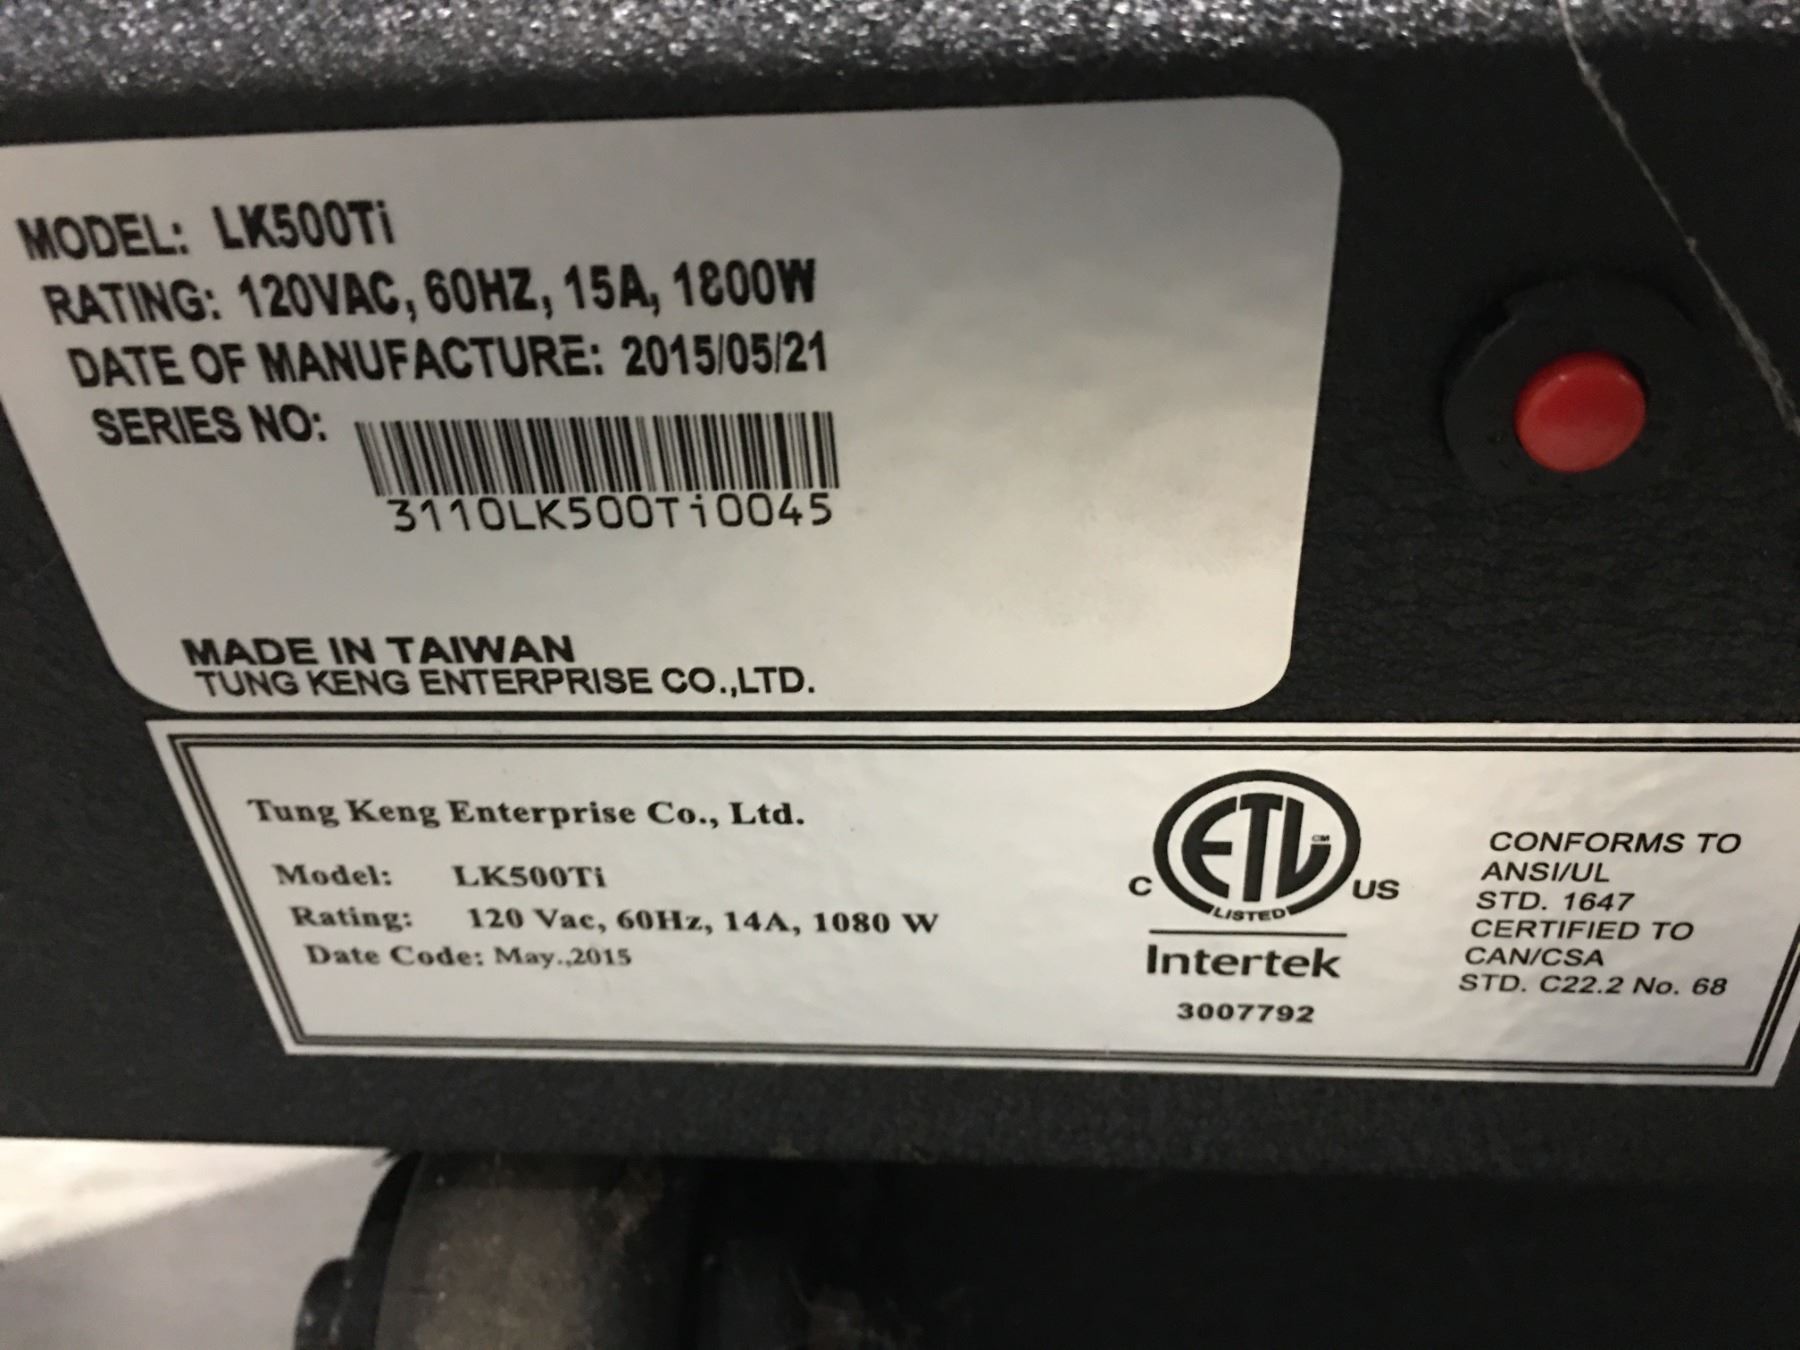 MODEL: LK500Ti
RATING: 120VAC, 60HZ, 15A, 1800W
DATE OF MANUFACTURE: 2015/05/21
SERIES NO:
3110LK500Ti0045
MADE IN TAIWAN
TUNG KENG ENTERPRISE CO.,LTD.
Tung Keng Enterprise Co., Ltd.
Model: LK500Ti
Rating: 120 Vac, 60Hz, 14A, 1080 W
Date Code: May.,2015
ETL CM
C US
LISTED
Intertek
3007792
CONFORMS TO
ANSI/UL
STD. 1647
CERTIFIED TO
CAN/CSA
STD. C22.2 No. 68